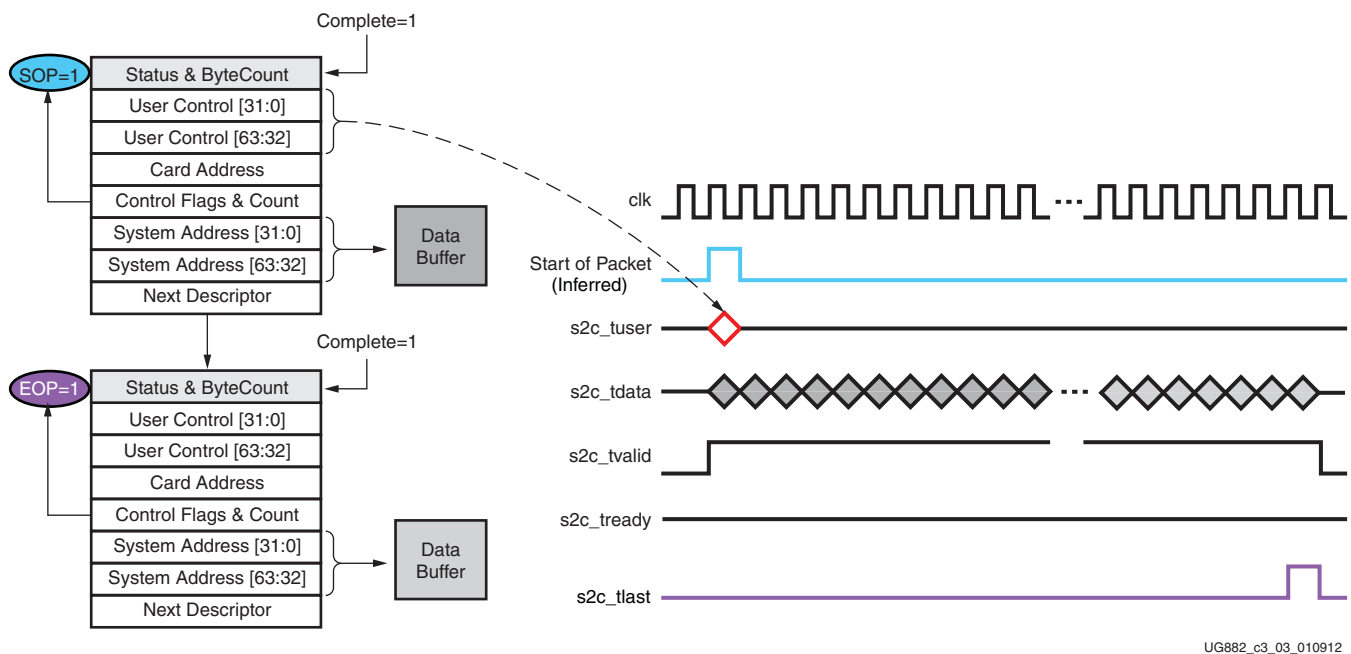 Complete=1
SOP=1
Status & ByteCount
User Control [31:0]
User Control [63:32]
Card Address
Control Flags & Count
System Address [31:0]
System Address [63:32]
Next Descriptor
Data
Buffer
Complete=1
EOP=1
Status & ByteCount
User Control [31:0]
User Control [63:32]
Card Address
Control Flags & Count
System Address [31:0]
System Address [63:32]
Next Descriptor
Data
Buffer
clk
Start of Packet
(Inferred)
s2c_tuser
s2c_tdata
s2c_tvalid
s2c_tready
s2c_tlast
UG882_c3_03_010912